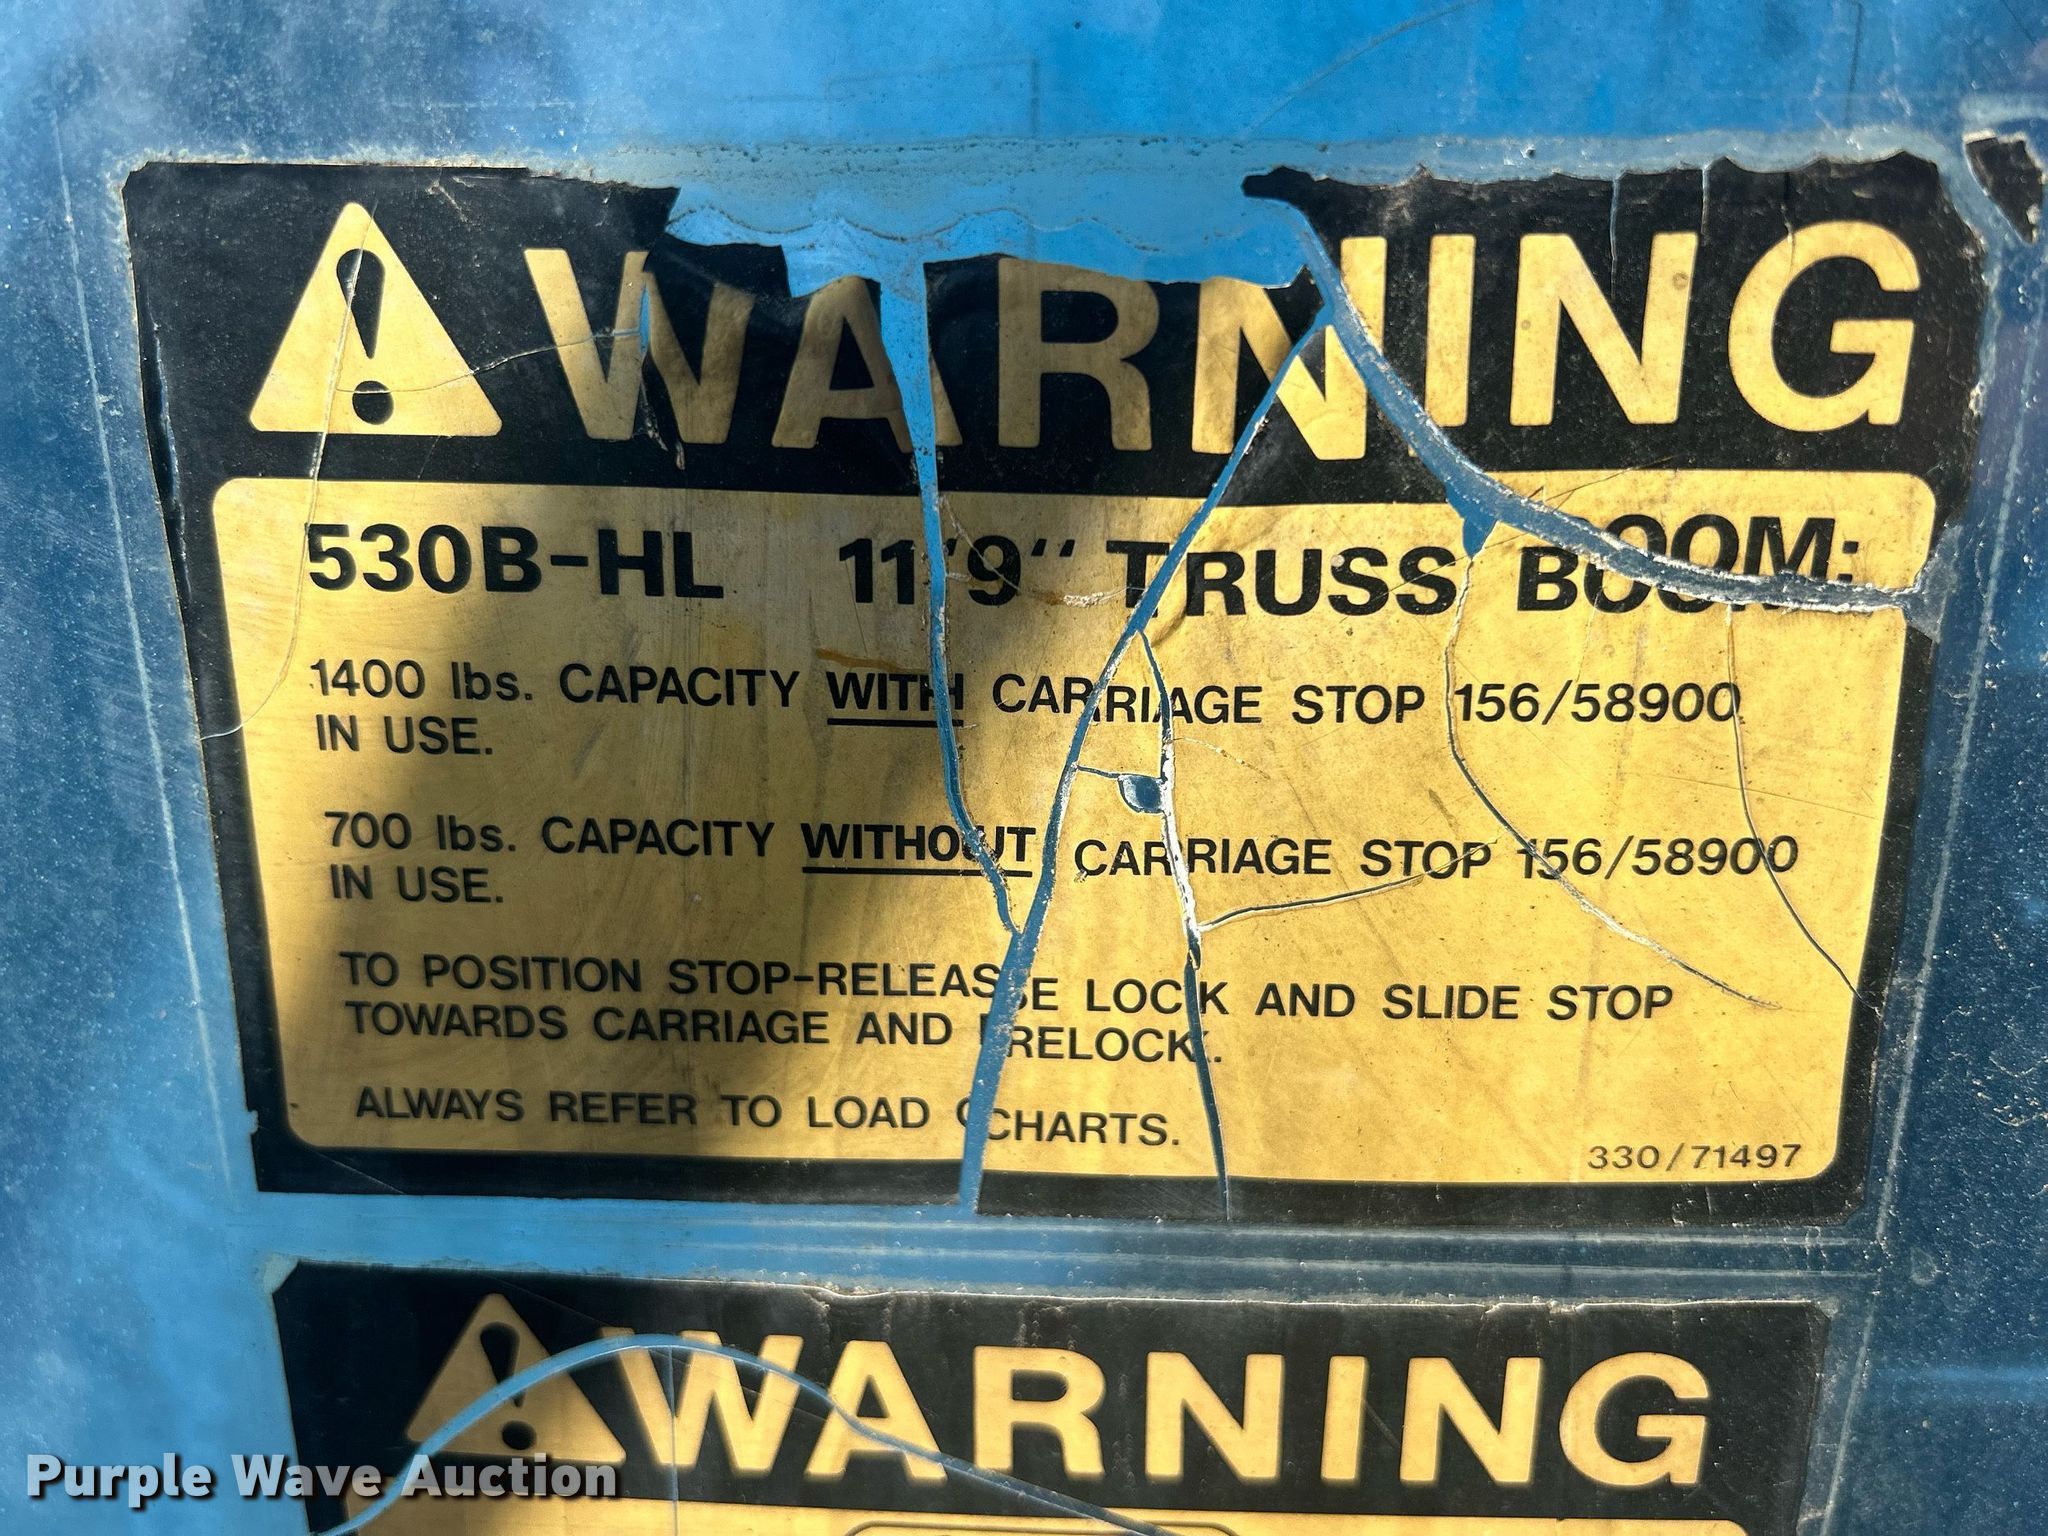 WARNING
530B-HL 11'9" TRUSS BOOM:
1400 lbs. CAPACITY WITH CARRIAGE STOP 156/58900
IN USE.
700 lbs. CAPACITY WITHOUT CARRIAGE STOP 156/58900
IN USE.
TO POSITION STOP-RELEASE LOCK AND SLIDE STOP
TOWARDS CARRIAGE AND RELOCK.
ALWAYS REFER TO LOAD CHARTS.
330/71497
WARNING
Purple Wave Auction